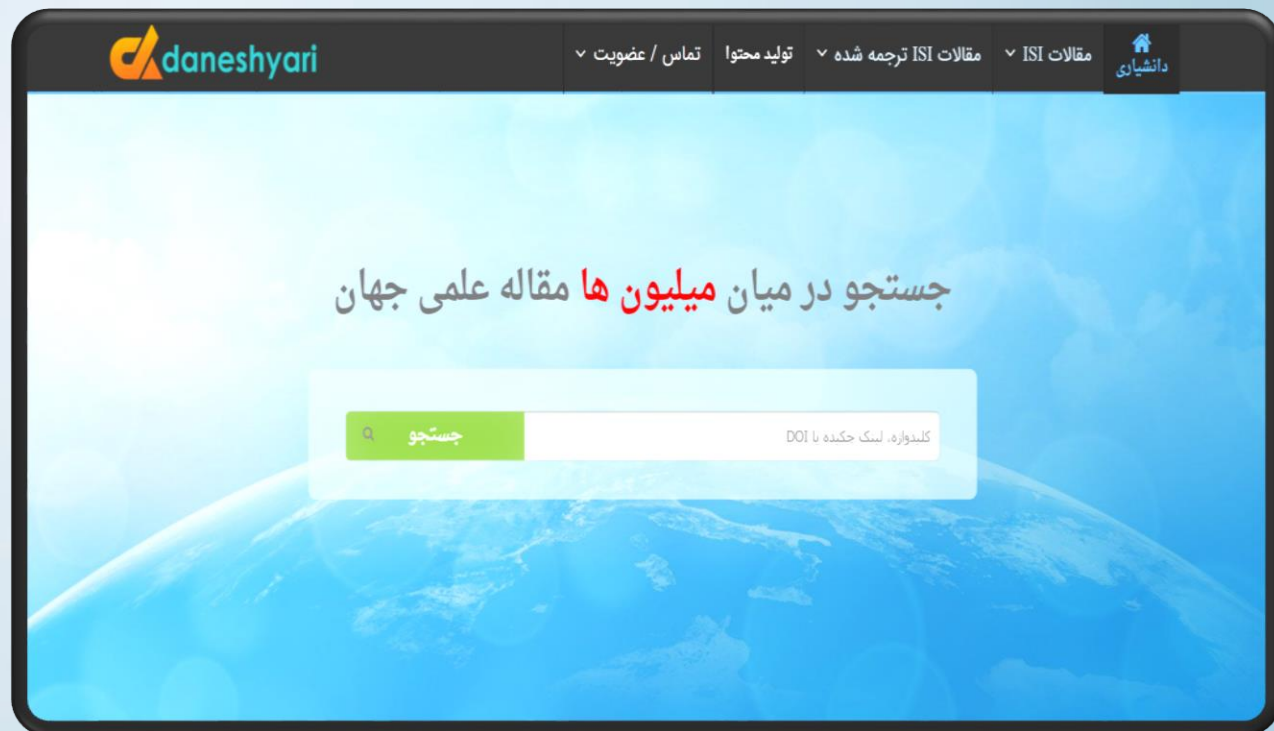 daneshyari
دانشیاری
مقالات ISI
مقالات ISI ترجمه شده
تولید محتوا
تماس / عضویت
جستجو در میان میلیون ها مقاله علمی جهان
کلیدواژه، لینک چکیده یا DOI
جستجو